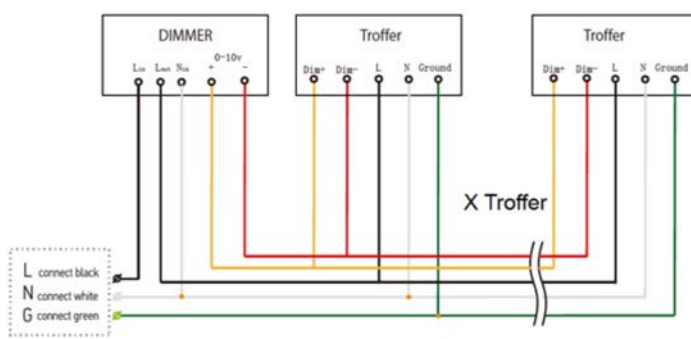 DIMMER
0-10v
Lin Lout Nin + -
Troffer
Dim+ Dim- L N Ground
Troffer
Dim+ Dim- L N Ground
X Troffer
L connect black
N connect white
G connect green